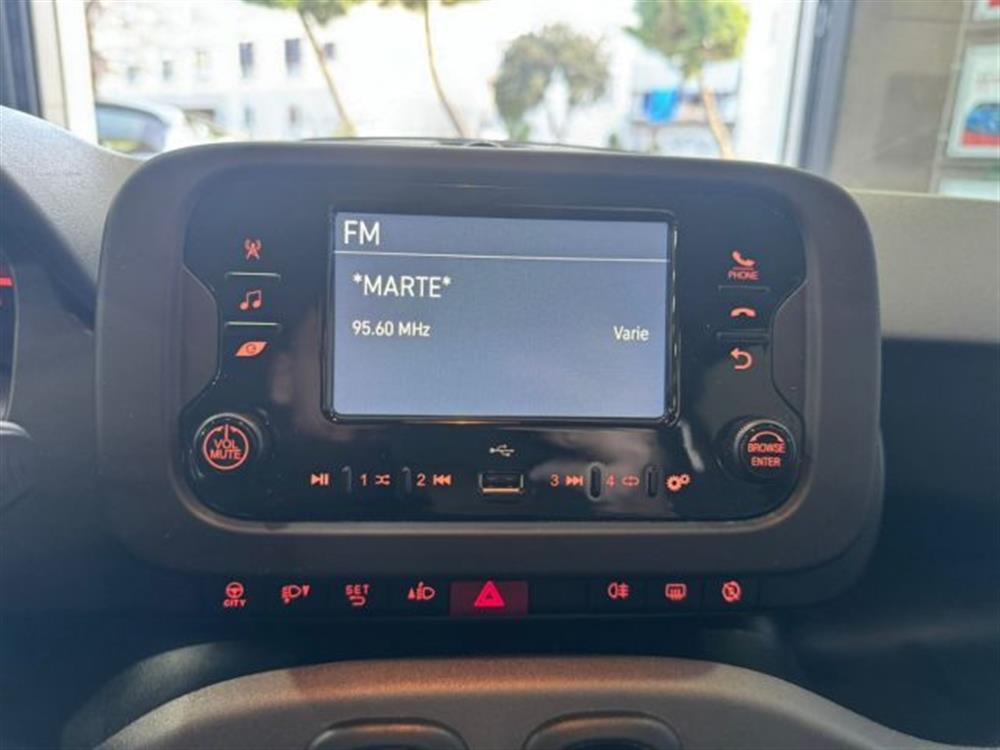 FM
*MARTE*
95.60 MHz Varie
PHONE
VOL
MUTE
BROWSE
ENTER
1 2 3 4
CITY SET